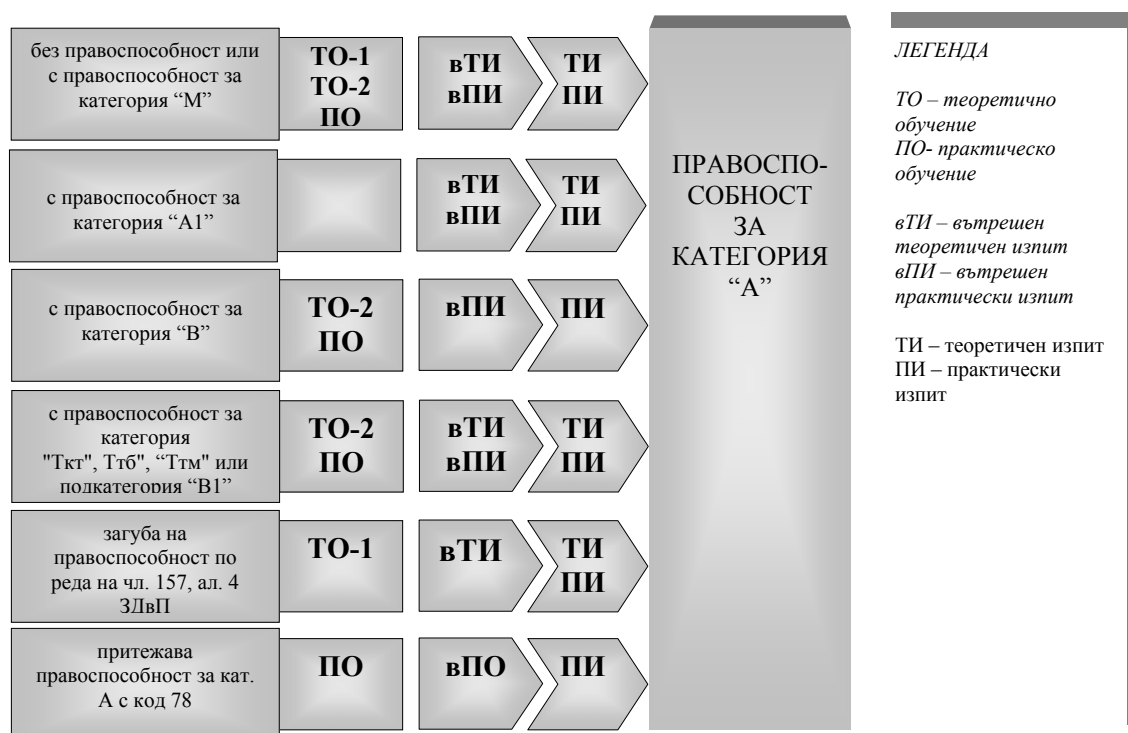 без правоспособност или
с правоспособност за
категория “М”
ТО-1
ТО-2
ПО
вТИ
вПИ
ТИ
ПИ
с правоспособност за
категория “А1”
вТИ
вПИ
ТИ
ПИ
с правоспособност за
категория “В”
ТО-2
ПО
вПИ
ПИ
с правоспособност за
категория
"Ткт", Ттб", “Ттм" или
подкатегория “В1”
ТО-2
ПО
вТИ
вПИ
ТИ
ПИ
загуба на
правоспособност по
реда на чл. 157, ал. 4
ЗДвП
ТО-1
вТИ
ТИ
ПИ
притежава
правоспособност за кат.
А с код 78
ПО
вПО
ПИ
ПРАВОСПО-
СОБНОСТ
ЗА
КАТЕГОРИЯ
“А”
ЛЕГЕНДА
ТО – теоретично
обучение
ПО- практическо
обучение
вТИ – вътрешен
теоретичен изпит
вПИ – вътрешен
практически изпит
ТИ – теоретичен изпит
ПИ – практически
изпит